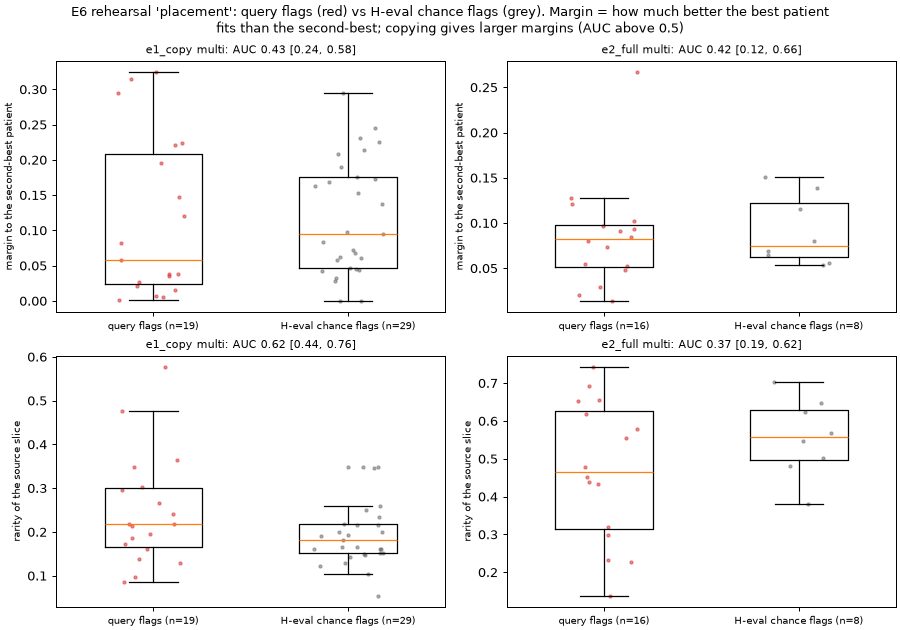 E6 rehearsal 'placement': query flags (red) vs H-eval chance flags (grey). Margin = how much better the best patient
fits than the second-best; copying gives larger margins (AUC above 0.5)
e1_copy multi: AUC 0.43 [0.24, 0.58]
margin to the second-best patient
0.30
0.25
0.20
0.15
0.10
0.05
0.00
query flags (n=19)
H-eval chance flags (n=29)
e2_full multi: AUC 0.42 [0.12, 0.66]
margin to the second-best patient
0.25
0.20
0.15
0.10
0.05
query flags (n=16)
H-eval chance flags (n=8)
e1_copy multi: AUC 0.62 [0.44, 0.76]
rarity of the source slice
0.6
0.5
0.4
0.3
0.2
0.1
query flags (n=19)
H-eval chance flags (n=29)
e2_full multi: AUC 0.37 [0.19, 0.62]
rarity of the source slice
0.7
0.6
0.5
0.4
0.3
0.2
query flags (n=16)
H-eval chance flags (n=8)